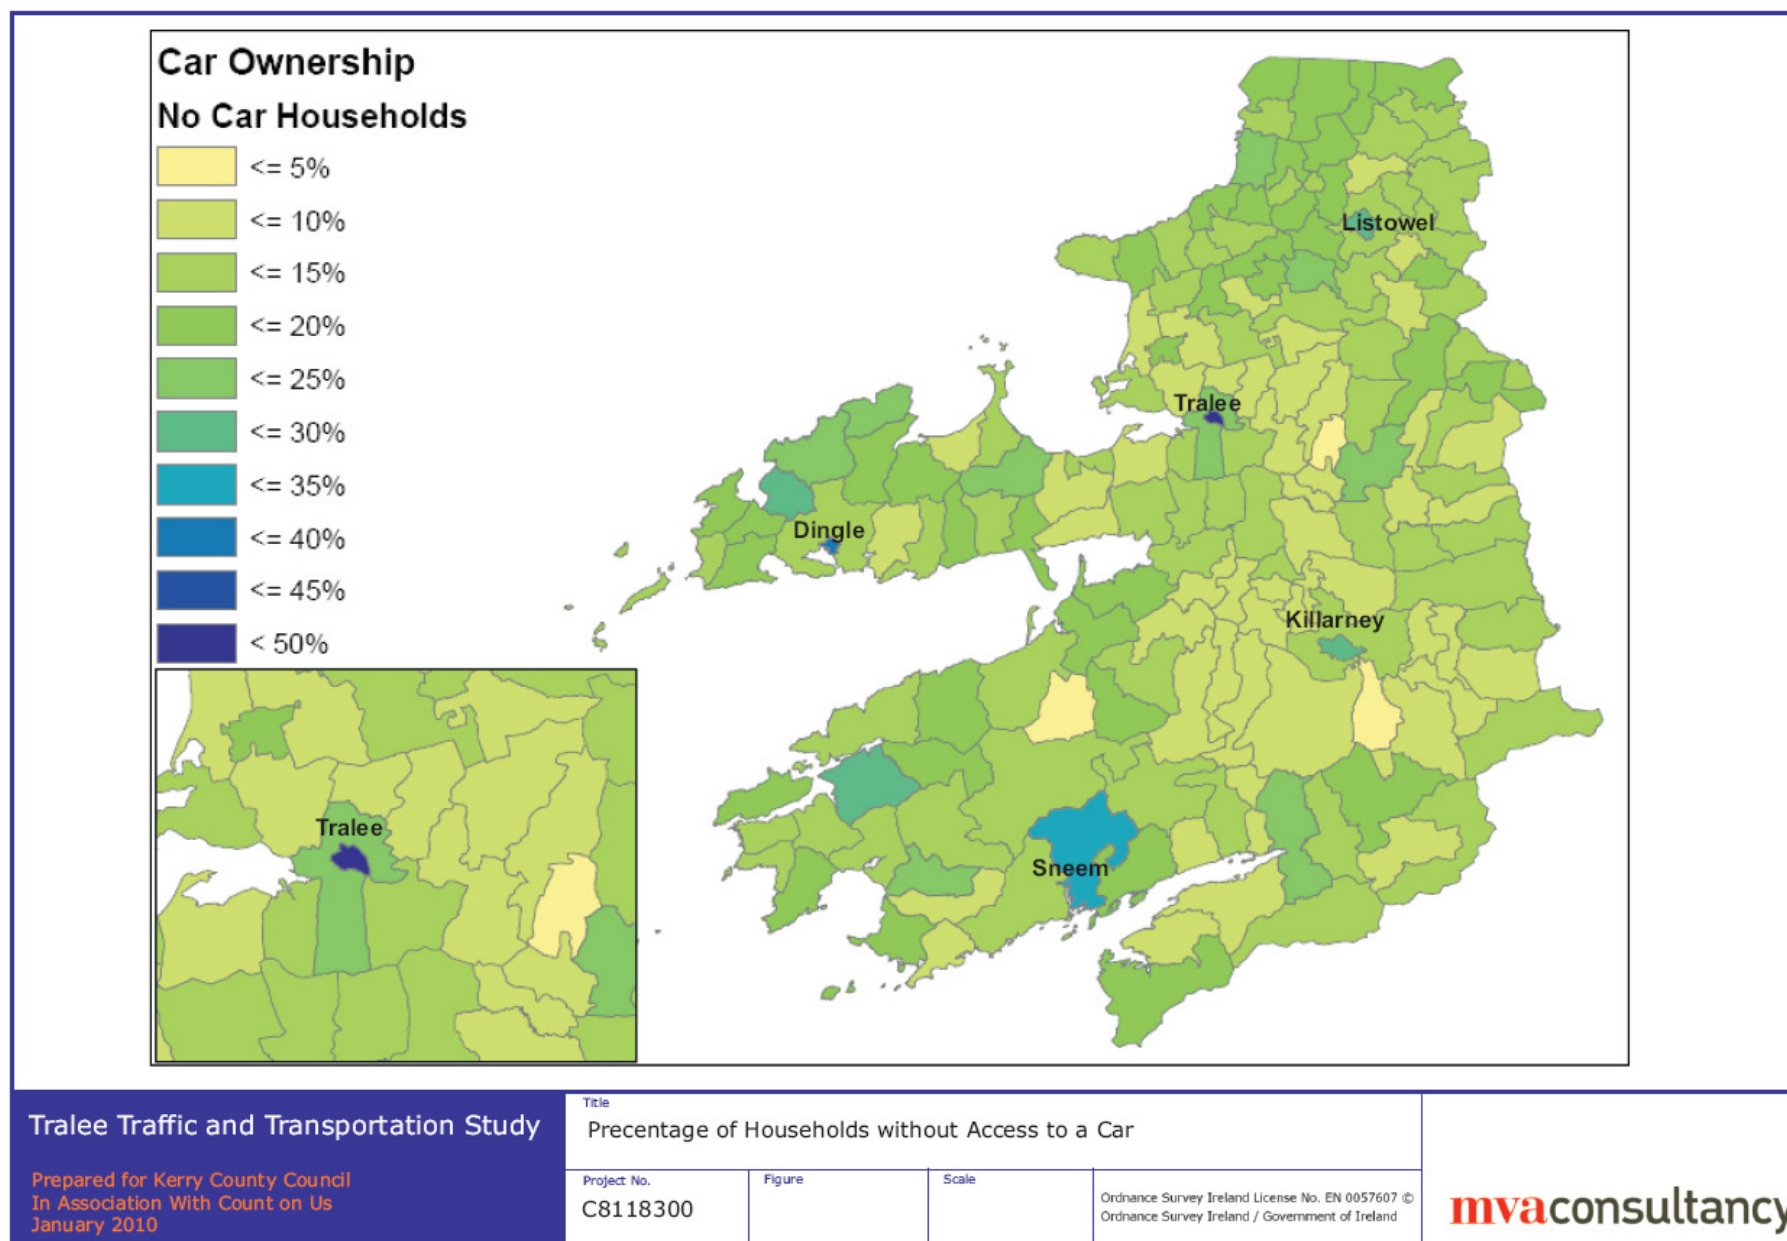 Car Ownership
No Car Households
<= 5%
<= 10%
<= 15%
<= 20%
<= 25%
<= 30%
<= 35%
<= 40%
<= 45%
< 50%
Listowel
Tralee
Dingle
Killarney
Sneem
Tralee
Tralee Traffic and Transportation Study
Prepared for Kerry County Council
In Association With Count on Us
January 2010
Title
Precentage of Households without Access to a Car
Project No.
C8118300
Figure
Scale
Ordnance Survey Ireland License No. EN 0057607 ©
Ordnance Survey Ireland / Government of Ireland
mvaconsultancy